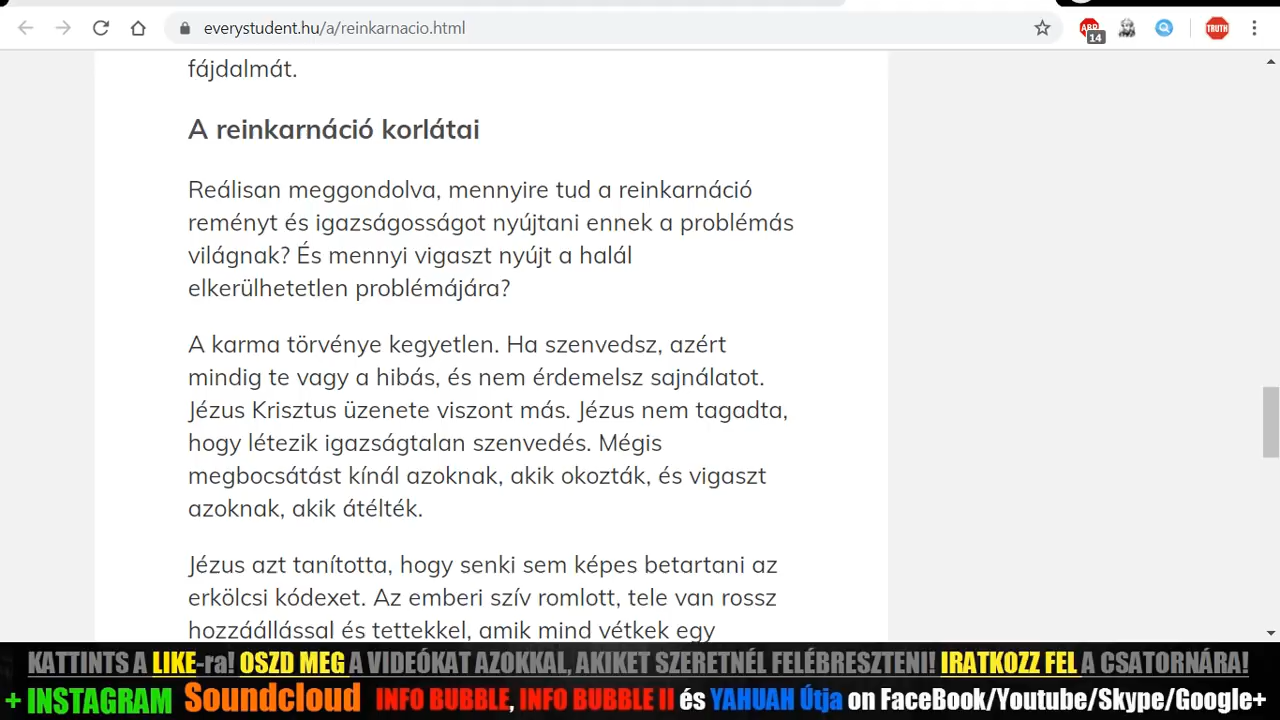 everystudent.hu/a/reinkarnacio.html
ABP
14
TRUTH
fájdalmát.
A reinkarnáció korlátai
Reálisan meggondolva, mennyire tud a reinkarnáció
reményt és igazságosságot nyújtani ennek a problémás
világnak? És mennyi vigaszt nyújt a halál
elkerülhetetlen problémájára?
A karma törvénye kegyetlen. Ha szenvedsz, azért
mindig te vagy a hibás, és nem érdemelsz sajnálatot.
Jézus Krisztus üzenete viszont más. Jézus nem tagadta,
hogy létezik igazságtalan szenvedés. Mégis
megbocsátást kínál azoknak, akik okozták, és vigaszt
azoknak, akik átélték.
Jézus azt tanította, hogy senki sem képes betartani az
erkölcsi kódexet. Az emberi szív romlott, tele van rossz
hozzáállással és tettekkel, amik mind vétkek egy
KATTINTS A LIKE-ra! OSZD MEG A VIDEÓKAT AZOKKAL, AKIKET SZERETNÉL FELÉBRESZTENI! IRATKOZZ FEL A CSATORNÁRA!
+ INSTAGRAM Soundcloud INFO BUBBLE, INFO BUBBLE II és YAHUAH Útja on FaceBook/Youtube/Skype/Google+